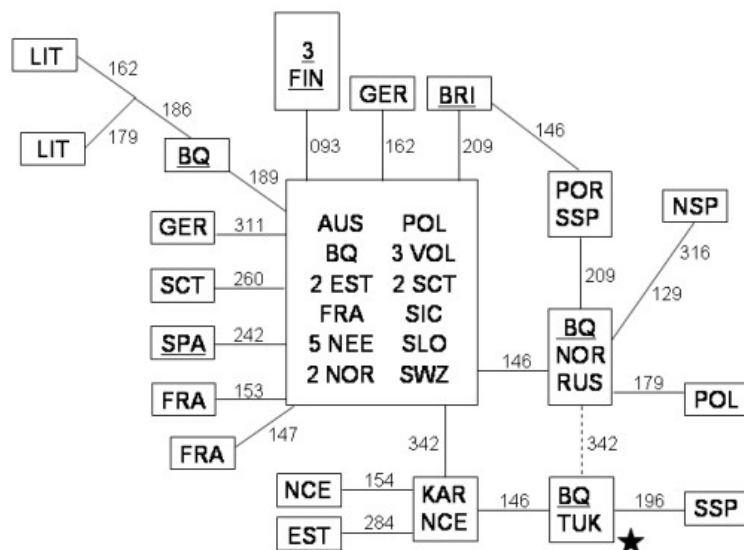 3
FIN
LIT
162
GER
BRI
186
146
LIT
179
BQ
093
162
209
189
POR
SSP
NSP
GER
311
AUS POL
BQ 3 VOL
2 EST 2 SCT
FRA SIC
5 NEE SLO
2 NOR SWZ
316
SCT
260
209
129
SPA
242
BQ
NOR
RUS
146
FRA
153
179
POL
147
FRA
342
342
NCE
154
KAR
NCE
146
BQ
TUK
196
SSP
EST
284